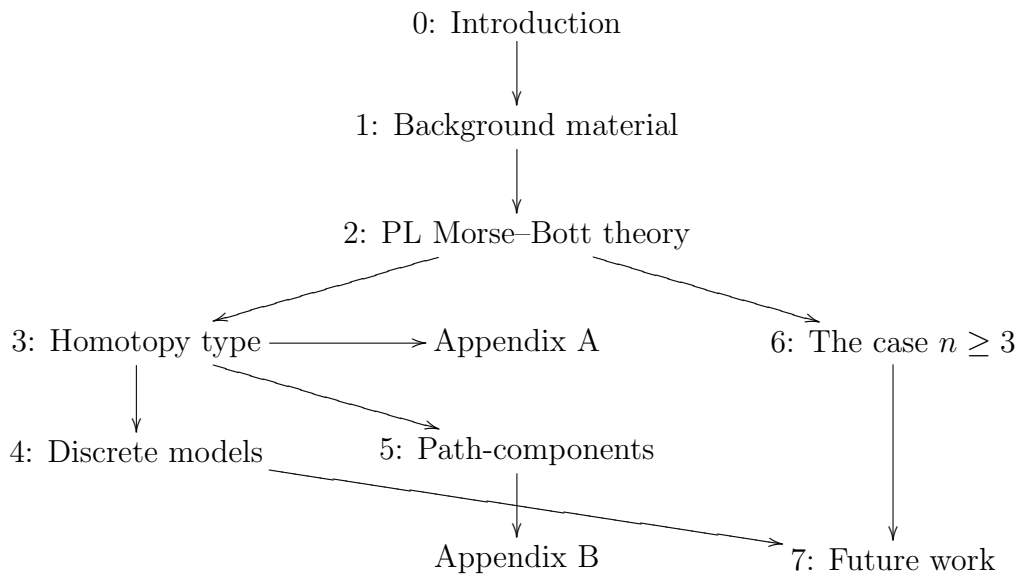 0: Introduction
1: Background material
2: PL Morse–Bott theory
3: Homotopy type
Appendix A
6: The case n ≥ 3
4: Discrete models
5: Path-components
Appendix B
7: Future work